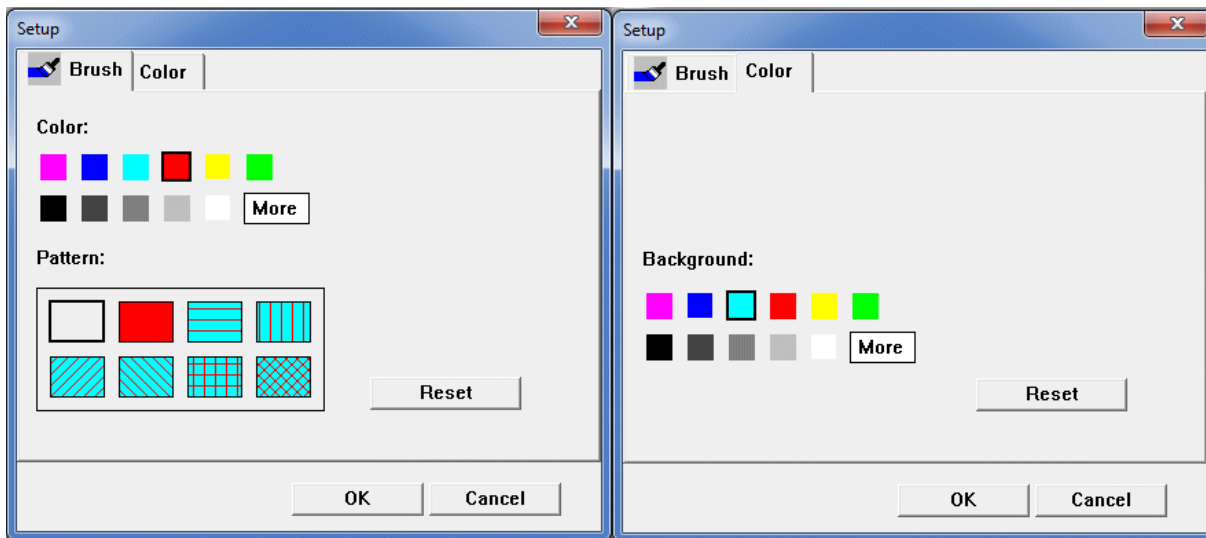 Setup
Brush Color
Color:
More
Pattern:
Reset
OK Cancel
Setup
Brush Color
Background:
More
Reset
OK Cancel